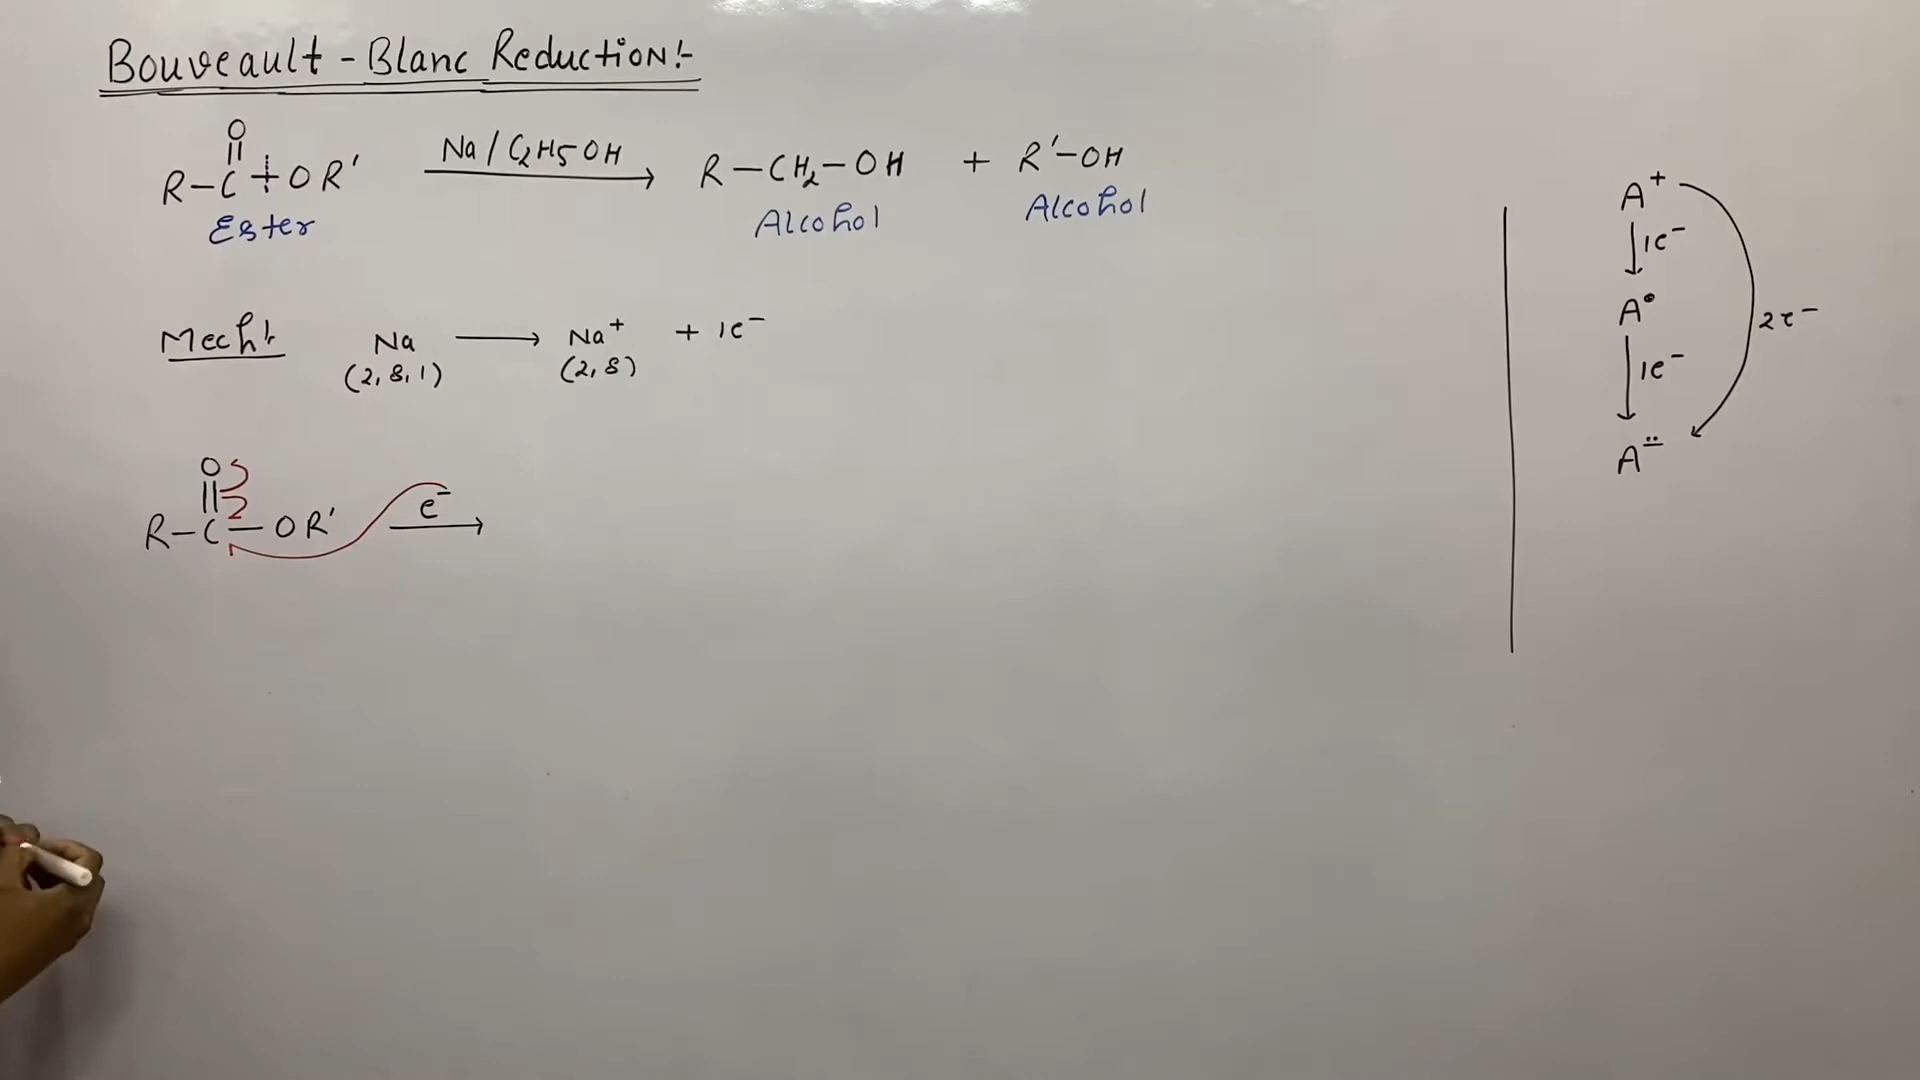 Bouveault - Blanc Reduction:-
O
||
R-C+OR' Na/C2H5OH → R-CH2-OH + R'-OH
Ester Alcohol Alcohol
Mech:- Na → Na+ + 1e-
(2,8,1) (2,8)
O
||
R-C-OR' e- →
A+
↓ 1e-
A•
2e-
↓ 1e-
A:-